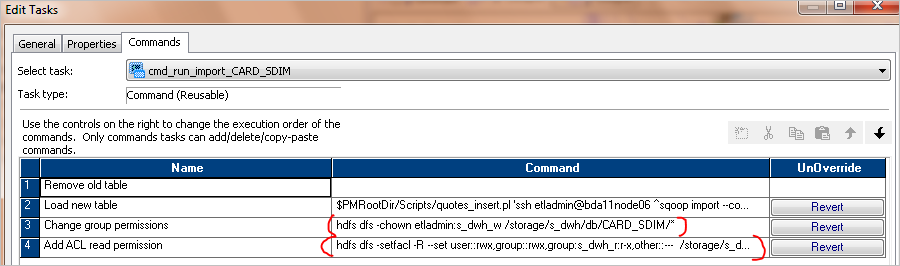 Edit Tasks
General Properties Commands
Select task: cmd_run_import_CARD_SDIM
Task type: Command (Reusable)
Use the controls on the right to change the execution order of the
commands. Only commands tasks can add/delete/copy-paste
commands.
Name Command UnOverride
1 Remove old table
2 Load new table $PMRootDir/Scripts/quotes_insert.pl 'ssh etladmin@bda11node06 ^sqoop import --co... Revert
3 Change group permissions hdfs dfs -chown etladmin:s_dwh_w /storage/s_dwh/db/CARD_SDIM/* Revert
4 Add ACL read permission hdfs dfs -setfacl -R --set user::rwx,group::rwx,group:s_dwh_r:r-x,other::--- /storage/s_d... Revert